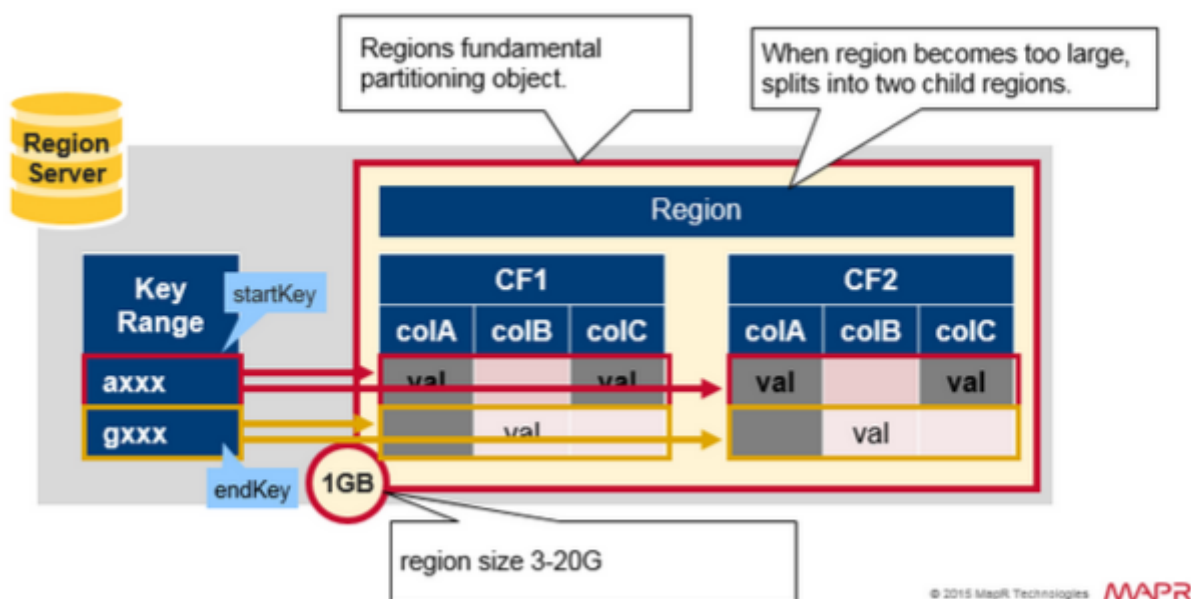 Regions fundamental
partitioning object.
When region becomes too large,
splits into two child regions.
Region
Server
Region
Key
Range
startKey
CF1
CF2
colA colB colC
colA colB colC
axxx
val val
val val
gxxx
val
val
endKey
1GB
region size 3-20G
© 2015 MapR Technologies MAPR